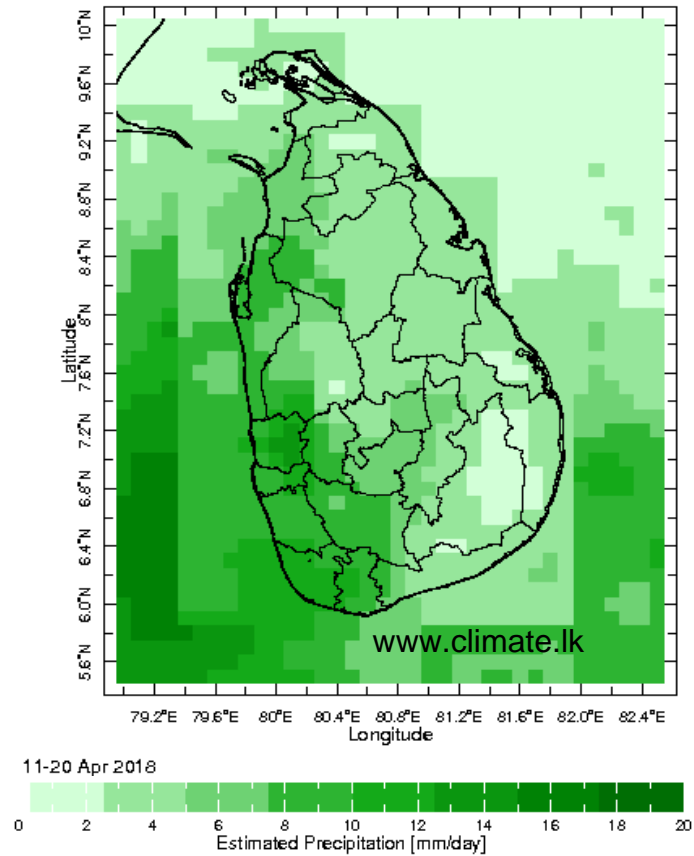 10°N
9.6°N
9.2°N
8.8°N
8.4°N
8°N
7.6°N
7.2°N
6.8°N
6.4°N
6.0°N
5.6°N
Latitude
www.climate.lk
79.2°E 79.6°E 80°E 80.4°E 80.8°E 81.2°E 81.6°E 82.0°E 82.4°E
Longitude
11-20 Apr 2018
0 2 4 6 8 10 12 14 16 18 20
Estimated Precipitation [mm/day]